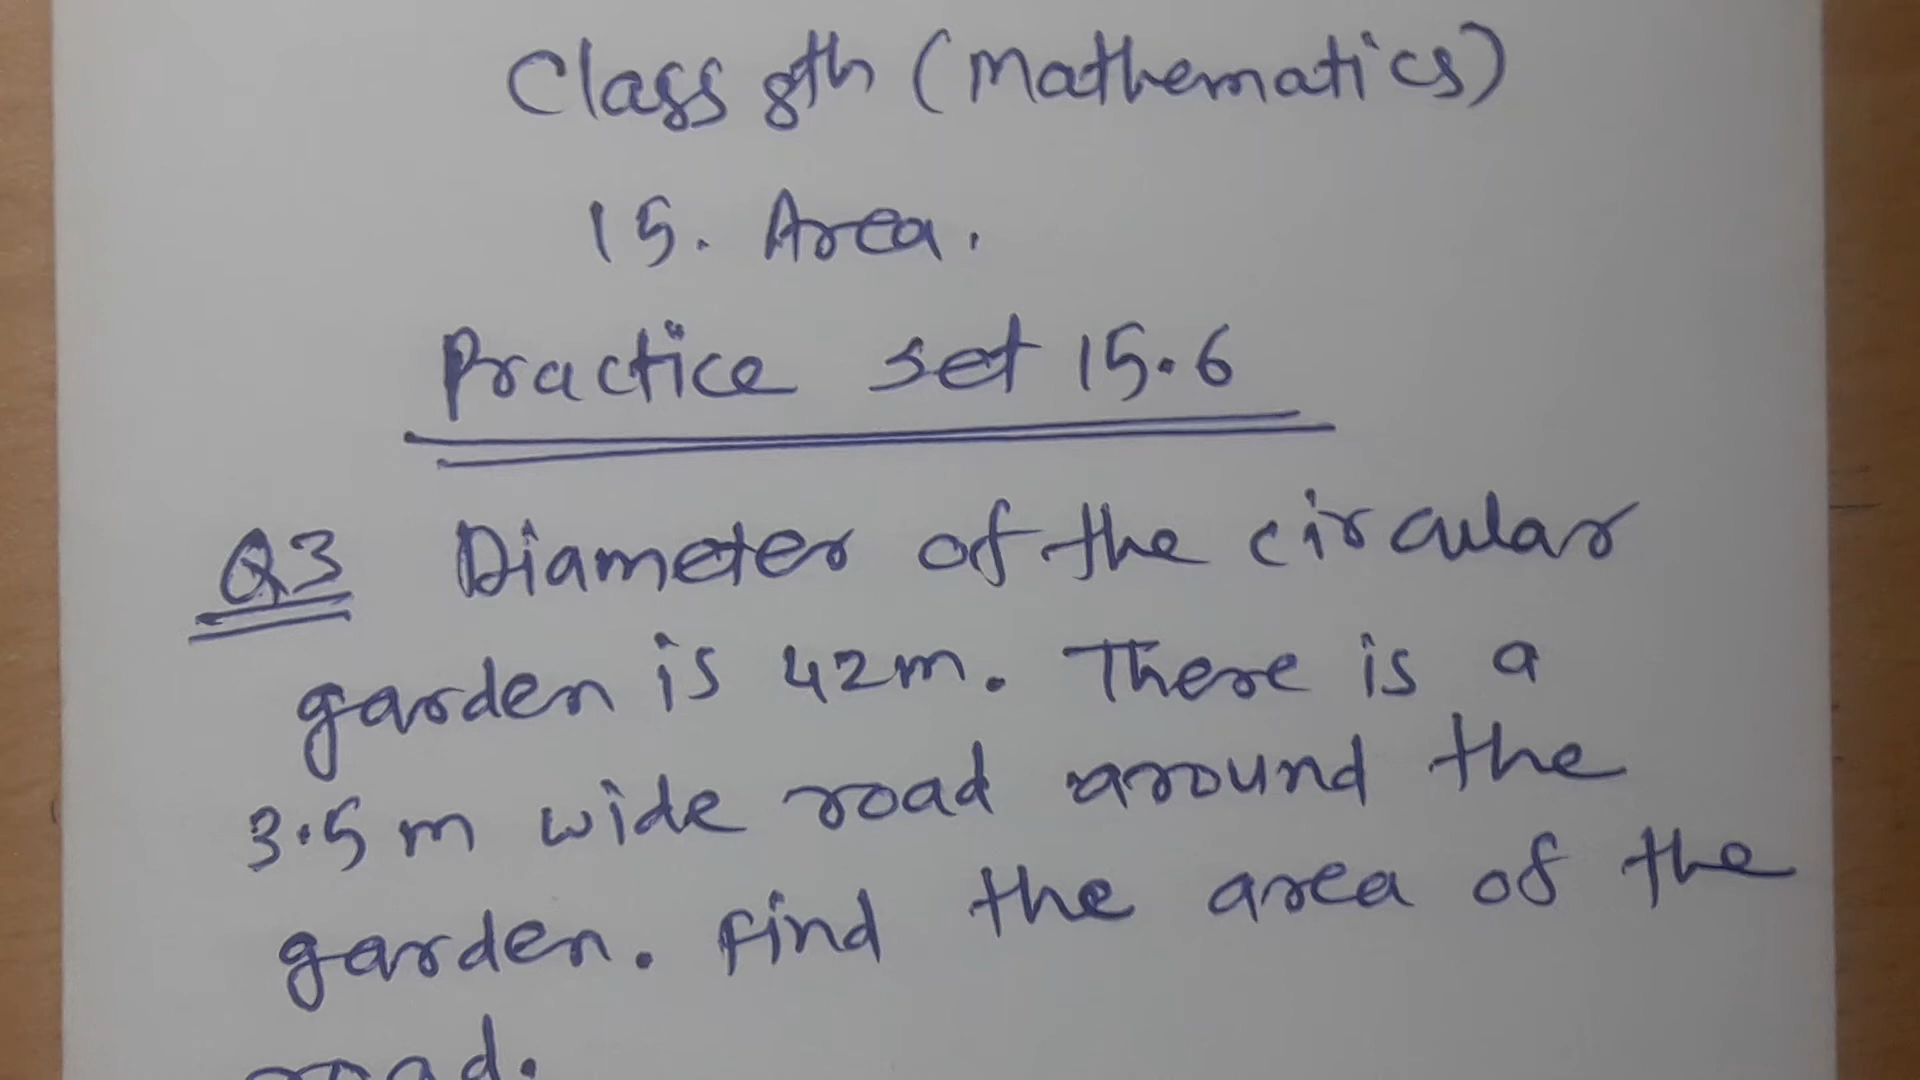 Class 8th (Mathematics)
15. Area.
Practice set 15.6
Q3 Diameter of the circular
garden is 42m. There is a
3.5 m wide road around the
garden. Find the area of the
road.